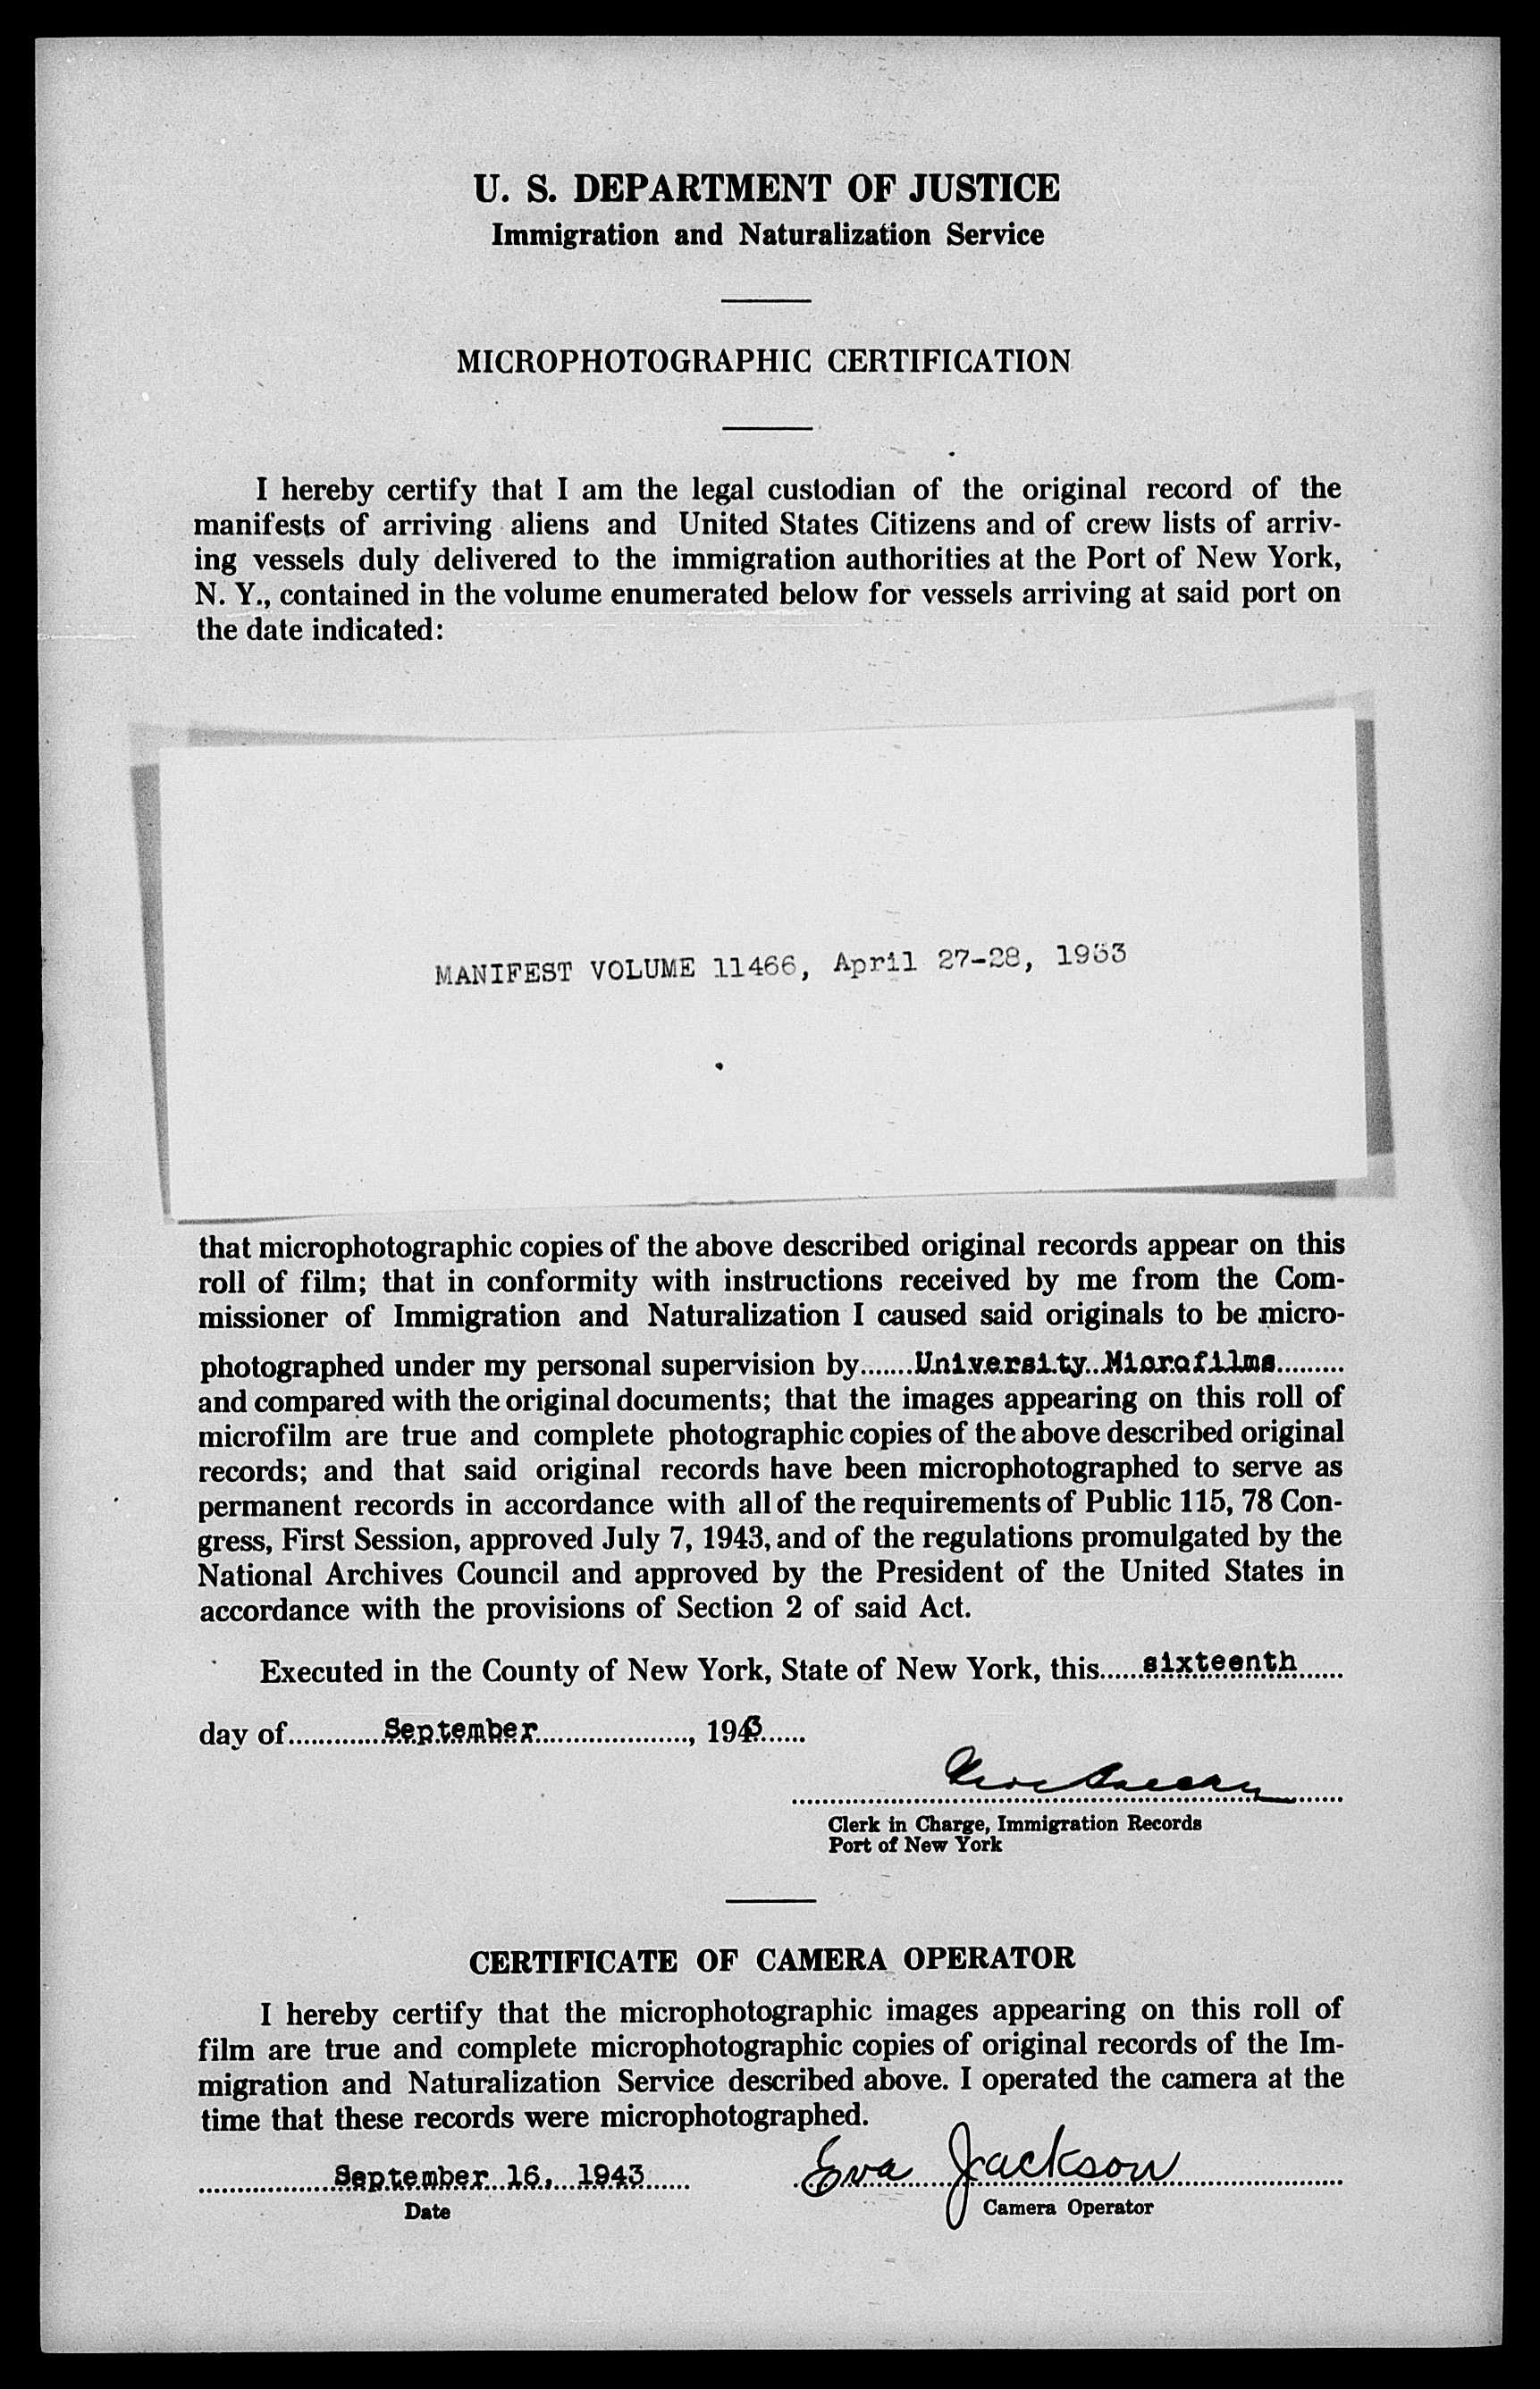 U. S. DEPARTMENT OF JUSTICE
Immigration and Naturalization Service
MICROPHOTOGRAPHIC CERTIFICATION
I hereby certify that I am the legal custodian of the original record of the
manifests of arriving aliens and United States Citizens and of crew lists of arriv-
ing vessels duly delivered to the immigration authorities at the Port of New York,
N. Y., contained in the volume enumerated below for vessels arriving at said port on
the date indicated:
MANIFEST VOLUME 11466, April 27-28, 1933
that microphotographic copies of the above described original records appear on this
roll of film; that in conformity with instructions received by me from the Com-
missioner of Immigration and Naturalization I caused said originals to be micro-
photographed under my personal supervision by University Microfilms
and compared with the original documents; that the images appearing on this roll of
microfilm are true and complete photographic copies of the above described original
records; and that said original records have been microphotographed to serve as
permanent records in accordance with all of the requirements of Public 115, 78 Con-
gress, First Session, approved July 7, 1943, and of the regulations promulgated by the
National Archives Council and approved by the President of the United States in
accordance with the provisions of Section 2 of said Act.
Executed in the County of New York, State of New York, this sixteenth
day of September, 1943
Clerk in Charge, Immigration Records
Port of New York
CERTIFICATE OF CAMERA OPERATOR
I hereby certify that the microphotographic images appearing on this roll of
film are true and complete microphotographic copies of original records of the Im-
migration and Naturalization Service described above. I operated the camera at the
time that these records were microphotographed.
September 16, 1943 Eva Jackson
Date Camera Operator